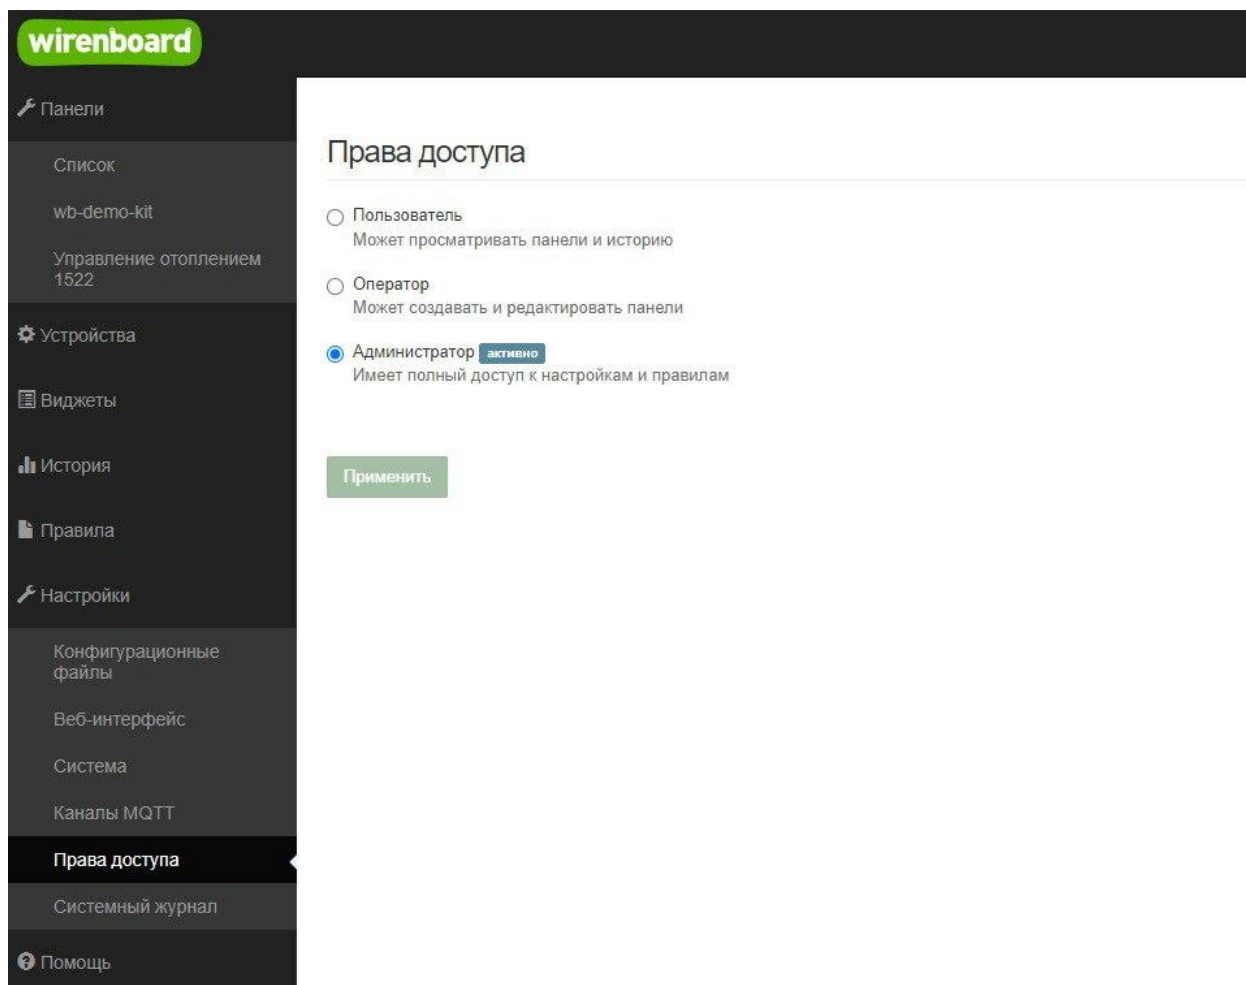 wirenboard
Панели
Список
wb-demo-kit
Управление отоплением
1522
Устройства
Виджеты
История
Правила
Настройки
Конфигурационные
файлы
Веб-интерфейс
Система
Каналы MQTT
Права доступа
Системный журнал
Помощь
Права доступа
Пользователь
Может просматривать панели и историю
Оператор
Может создавать и редактировать панели
Администратор активно
Имеет полный доступ к настройкам и правилам
Применить